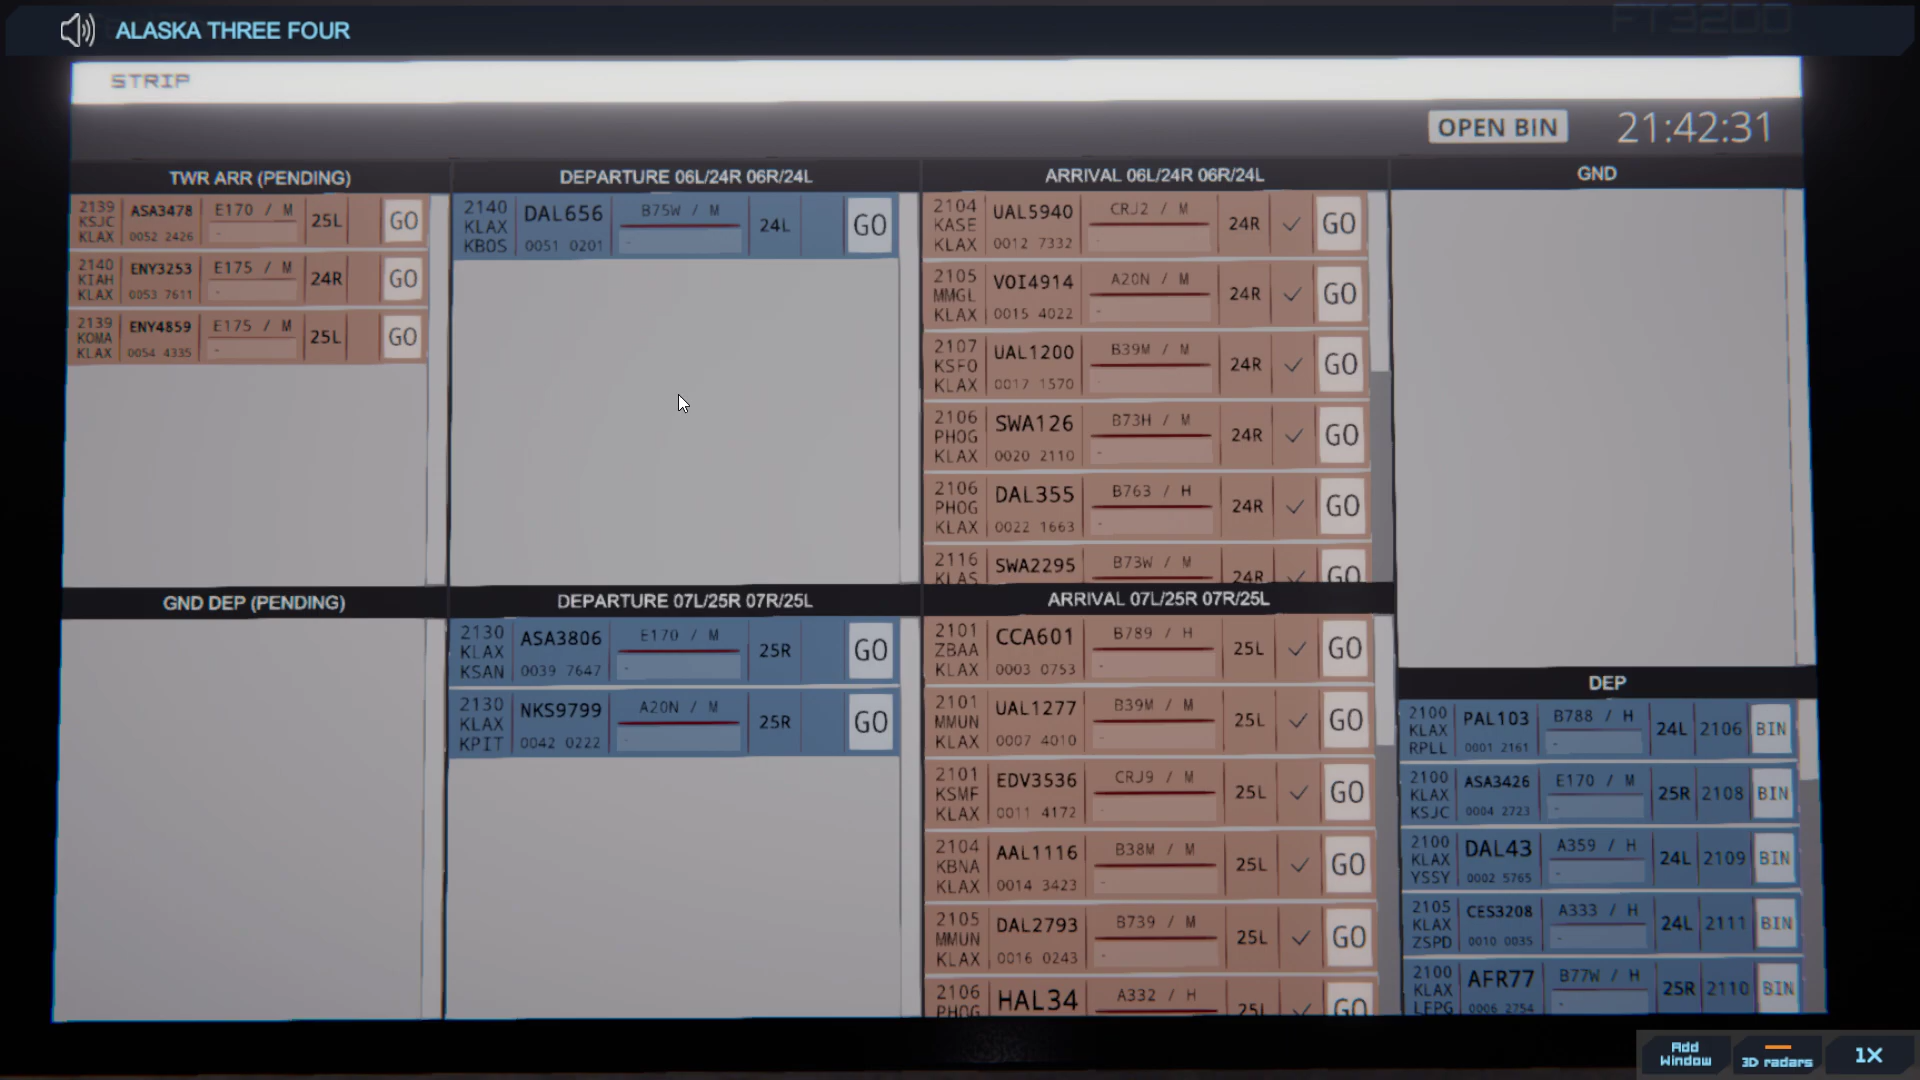 ALASKA THREE FOUR
FT3200
STRIP
OPEN BIN
21:42:31
TWR ARR (PENDING)
2139 ASA3478 E170 / M
KSJC 25L GO
KLAX 0052 2426 -
2140 ENY3253 E175 / M
KIAH 24R GO
KLAX 0053 7611 -
2139 ENY4859 E175 / M
KOMA 25L GO
KLAX 0054 4335 -
DEPARTURE 06L/24R 06R/24L
2140 DAL656 B75W / M
KLAX 24L GO
KBOS 0051 0201 -
ARRIVAL 06L/24R 06R/24L
2104 UAL5940 CRJ2 / M
KASE 24R ✓ GO
KLAX 0012 7332 -
2105 VOI4914 A20N / M
MMGL 24R ✓ GO
KLAX 0015 4022 -
2107 UAL1200 B39M / M
KSFO 24R ✓ GO
KLAX 0017 1570 -
2106 SWA126 B73H / M
PHOG 24R ✓ GO
KLAX 0020 2110 -
2106 DAL355 B763 / H
PHOG 24R ✓ GO
KLAX 0022 1663 -
2116 SWA2295 B73W / M
KLAS 24R ✓ GO
GND
GND DEP (PENDING)
DEPARTURE 07L/25R 07R/25L
2130 ASA3806 E170 / M
KLAX 25R GO
KSAN 0039 7647 -
2130 NKS9799 A20N / M
KLAX 25R GO
KPIT 0042 0222 -
ARRIVAL 07L/25R 07R/25L
2101 CCA601 B789 / H
ZBAA 25L ✓ GO
KLAX 0003 0753 -
2101 UAL1277 B39M / M
MMUN 25L ✓ GO
KLAX 0007 4010 -
2101 EDV3536 CRJ9 / M
KSMF 25L ✓ GO
KLAX 0011 4172 -
2104 AAL1116 B38M / M
KBNA 25L ✓ GO
KLAX 0014 3423 -
2105 DAL2793 B739 / M
MMUN 25L ✓ GO
KLAX 0016 0243 -
2106 HAL34 A332 / H
PHOG 25L ✓ GO
DEP
2100 PAL103 B788 / H
KLAX 24L 2106 BIN
RPLL 0001 2161 -
2100 ASA3426 E170 / M
KLAX 25R 2108 BIN
KSJC 0004 2723 -
2100 DAL43 A359 / H
KLAX 24L 2109 BIN
YSSY 0002 5765 -
2105 CES3208 A333 / H
KLAX 24L 2111 BIN
ZSPD 0010 0035 -
2100 AFR77 B77W / H
KLAX 25R 2110 BIN
LFPG 0006 2754 -
Add Window
3D radars
1X